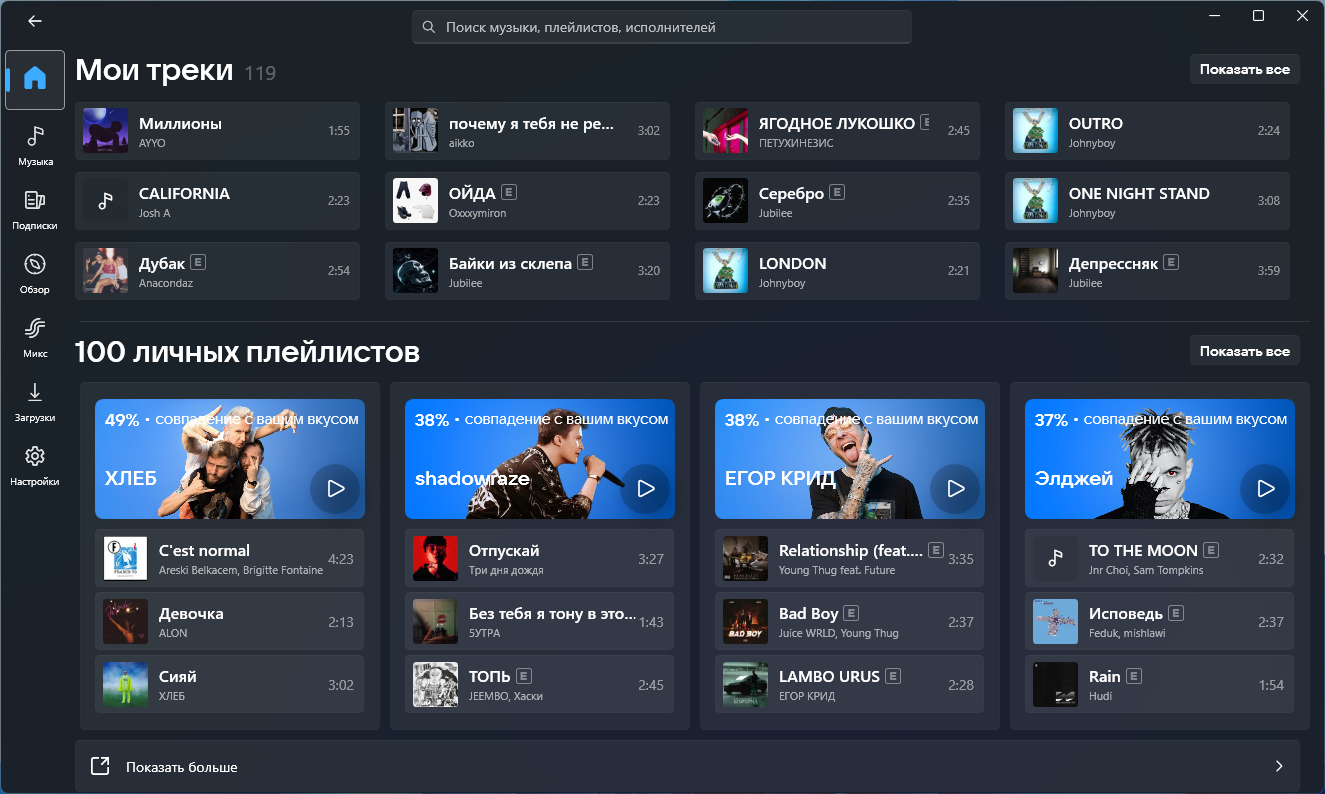 Поиск музыки, плейлистов, исполнителей
Мои треки 119
Показать все
Миллионы
AYYO
1:55
почему я тебя не ре...
aikko
3:02
ЯГОДНОЕ ЛУКОШКО E
ПЕТУХИНЕЗИС
2:45
OUTRO
Johnyboy
2:24
CALIFORNIA
Josh A
2:23
ОЙДА E
Oxxxymiron
2:23
Серебро E
Jubilee
2:35
ONE NIGHT STAND
Johnyboy
3:08
Дубак E
Anacondaz
2:54
Байки из склепа E
Jubilee
3:20
LONDON
Johnyboy
2:21
Депрессняк E
Jubilee
3:59
Музыка
Подписки
Обзор
Микс
Загрузки
Настройки
100 личных плейлистов
Показать все
49% • совпадение с вашим вкусом
ХЛЕБ
C'est normal
Areski Belkacem, Brigitte Fontaine
4:23
Девочка
ALON
2:13
Сияй
ХЛЕБ
3:02
38% • совпадение с вашим вкусом
shadowraze
Отпускай
Три дня дождя
3:27
Без тебя я тону в это...
5УТРА
1:43
ТОПЬ E
JEEMBO, Хаски
2:45
38% • совпадение с вашим вкусом
ЕГОР КРИД
Relationship (feat.... E
Young Thug feat. Future
3:35
Bad Boy E
Juice WRLD, Young Thug
2:37
BAD BOY
LAMBO URUS E
ЕГОР КРИД
2:28
37% • совпадение с вашим вкусом
Элджей
TO THE MOON E
Jnr Choi, Sam Tompkins
2:32
Исповедь E
Feduk, mishlawi
2:37
Rain E
Hudi
1:54
Показать больше